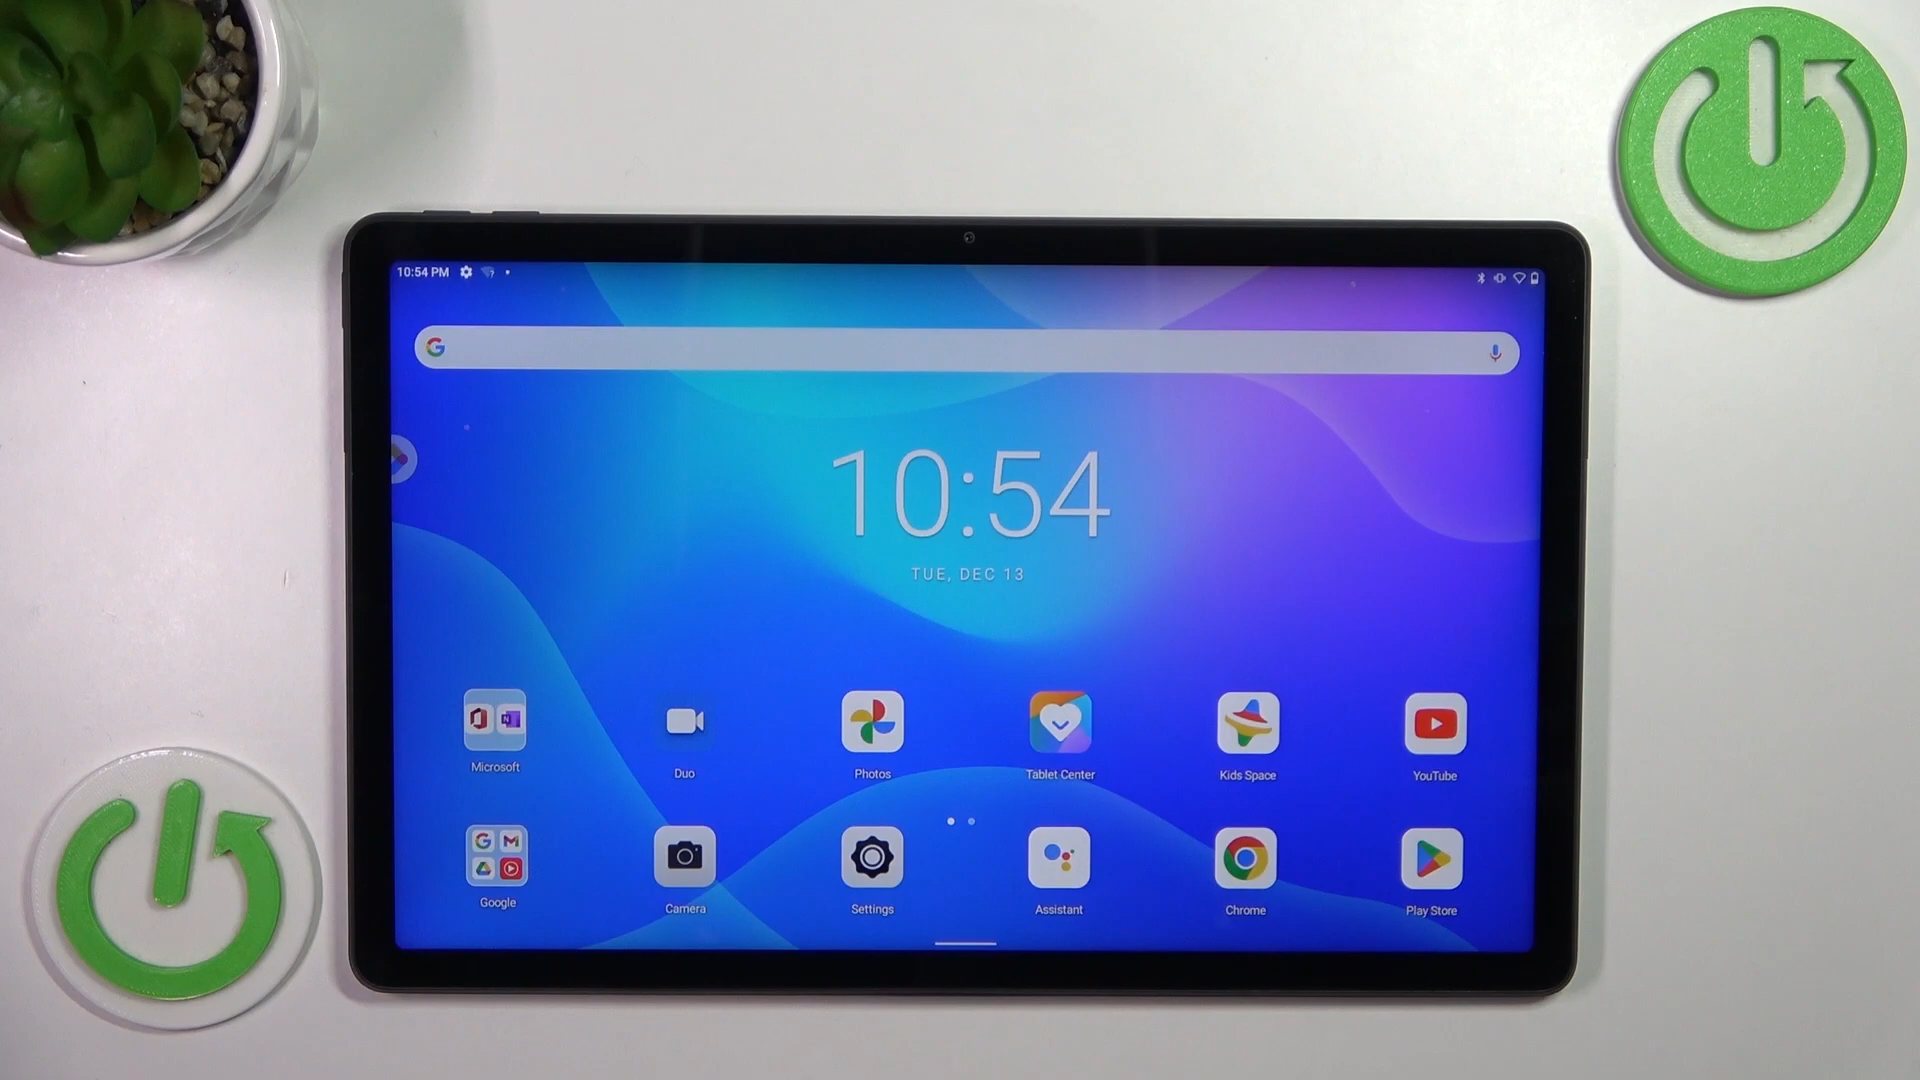 10:54 PM
10:54
TUE, DEC 13
Microsoft
Duo
Photos
Tablet Center
Kids Space
YouTube
Google
Camera
Settings
Assistant
Chrome
Play Store